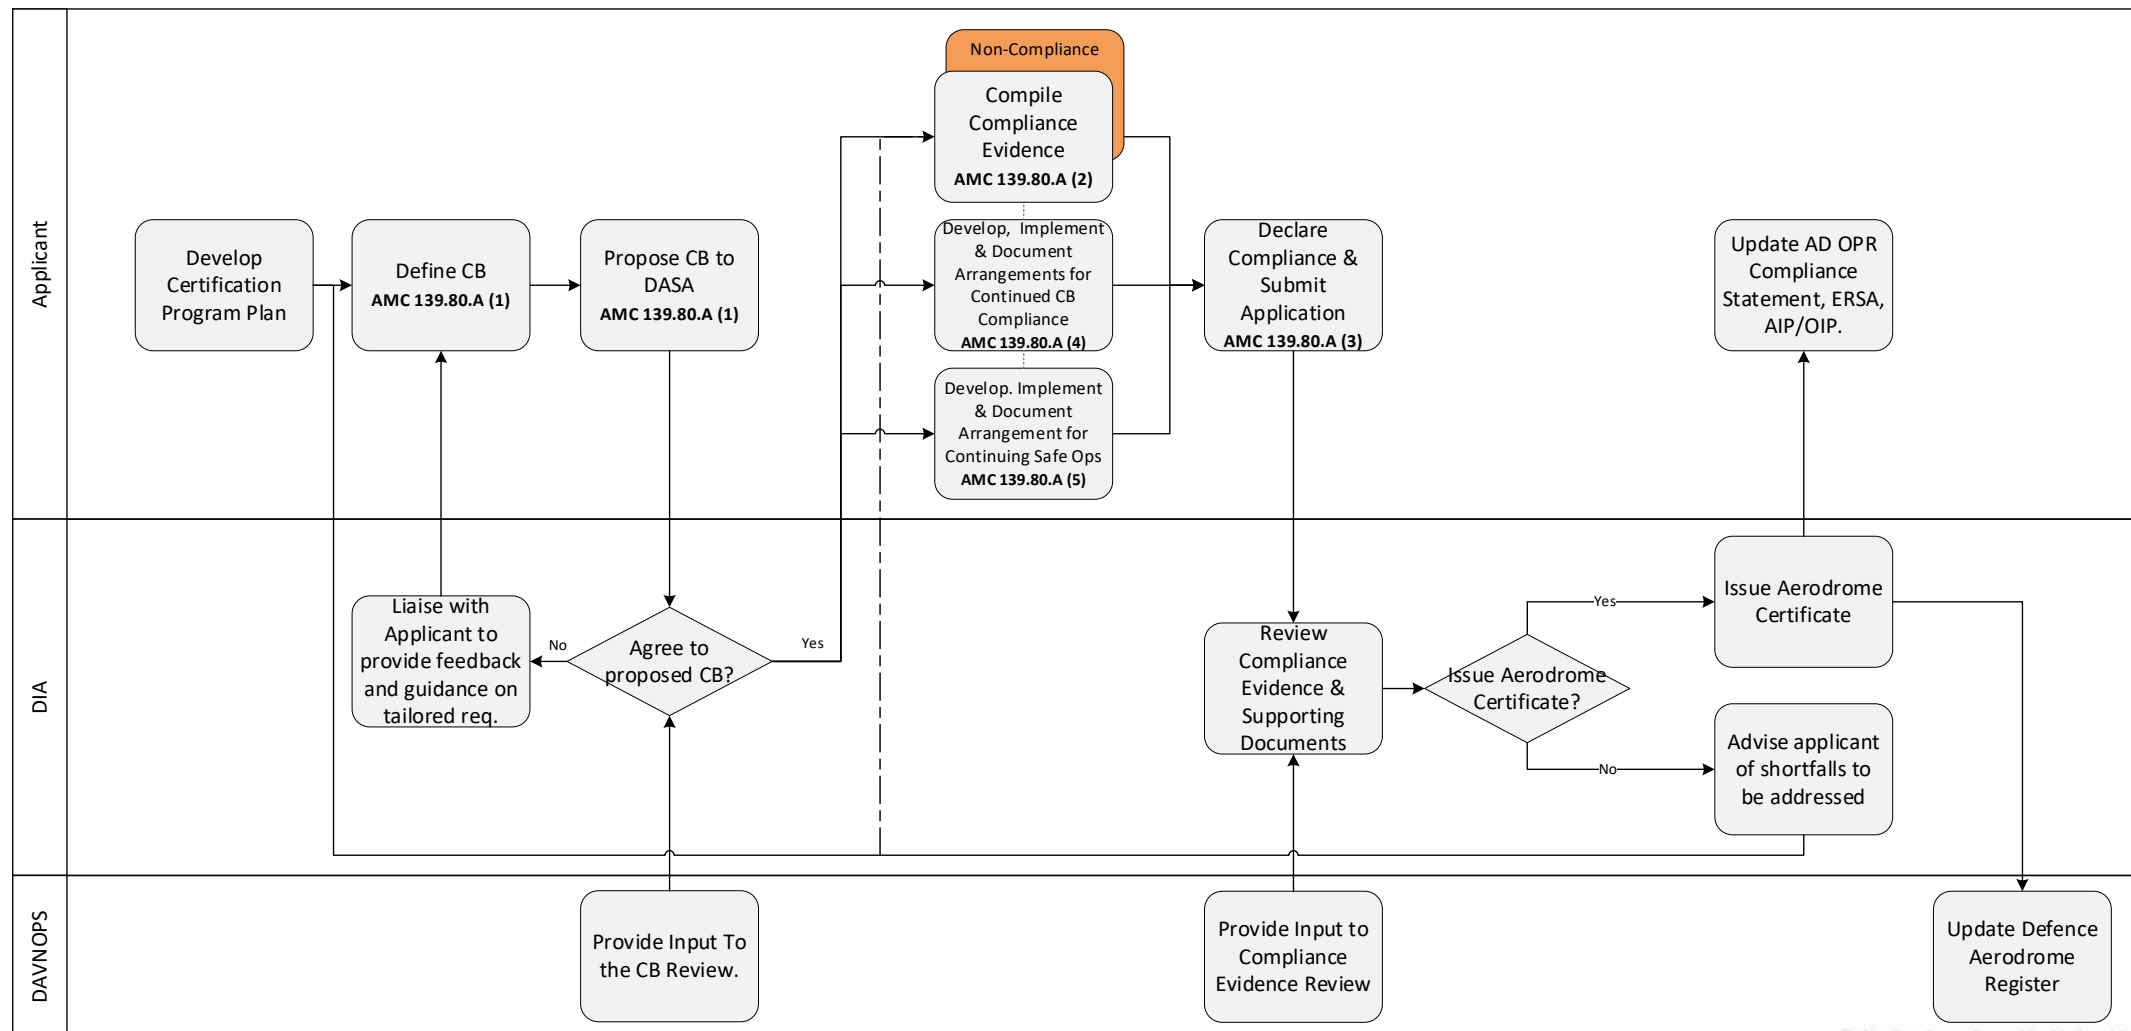 Applicant
Develop
Certification
Program Plan
Define CB
AMC 139.80.A (1)
Propose CB to
DASA
AMC 139.80.A (1)
Non-Compliance
Compile
Compliance
Evidence
AMC 139.80.A (2)
Develop, Implement
& Document
Arrangements for
Continued CB
Compliance
AMC 139.80.A (4)
Develop. Implement
& Document
Arrangement for
Continuing Safe Ops
AMC 139.80.A (5)
Declare
Compliance &
Submit
Application
AMC 139.80.A (3)
Update AD OPR
Compliance
Statement, ERSA,
AIP/OIP.
DIA
Liaise with
Applicant to
provide feedback
and guidance on
tailored req.
No
Agree to
proposed CB?
Yes
Review
Compliance
Evidence &
Supporting
Documents
Issue Aerodrome
Certificate?
Yes
No
Issue Aerodrome
Certificate
Advise applicant
of shortfalls to
be addressed
DAVNOPS
Provide Input To
the CB Review.
Provide Input to
Compliance
Evidence Review
Update Defence
Aerodrome
Register